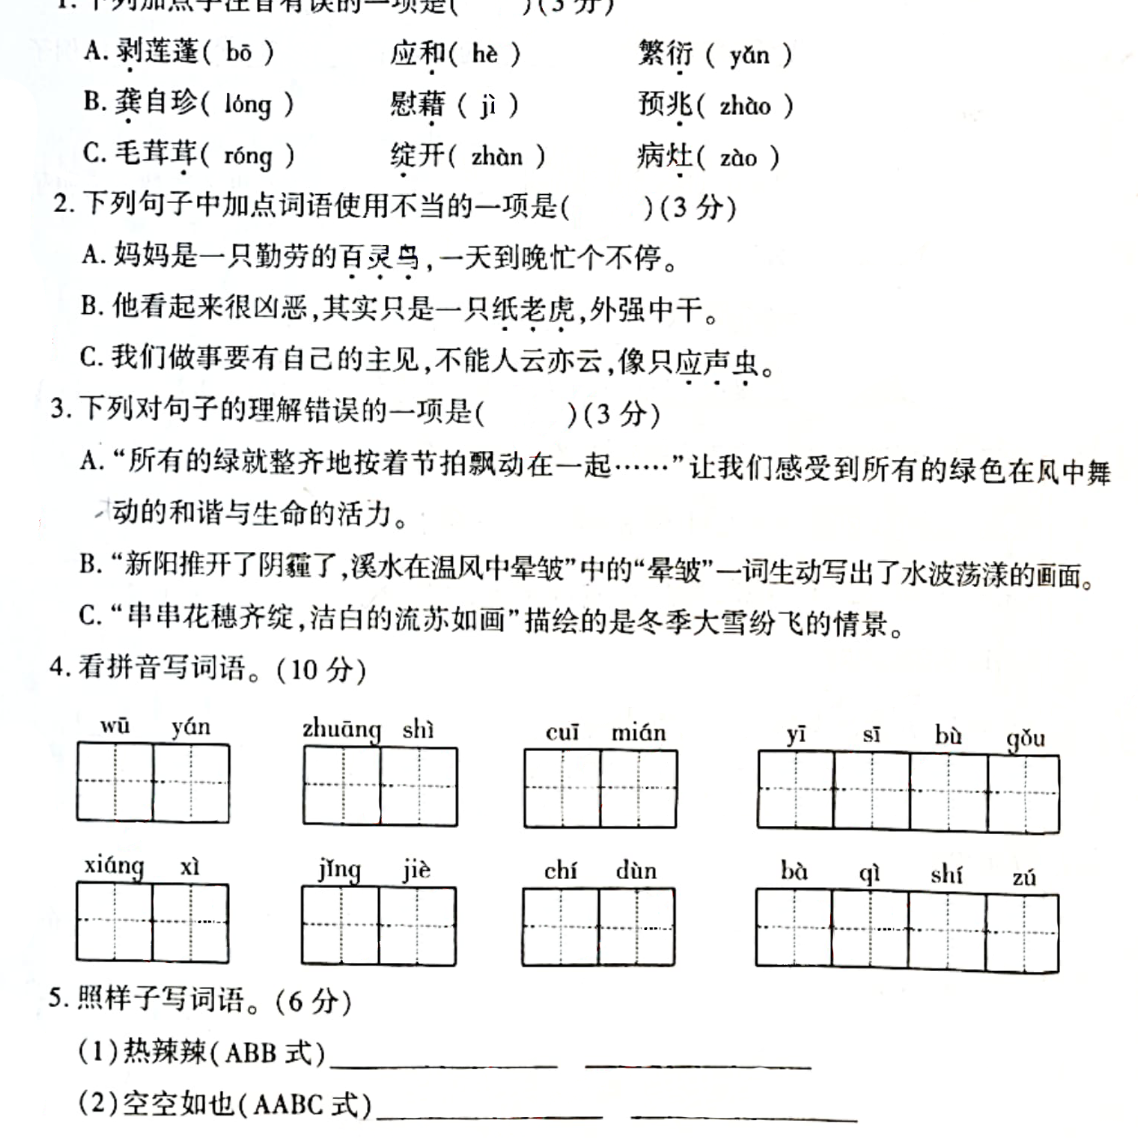 1. 下列加点字注音有误的一项是(　　)(3 分)
A. 剥莲蓬( bō )　　应和( hè )　　繁衍 ( yǎn )
B. 龚自珍( lóng )　　慰藉 ( jì )　　预兆( zhào )
C. 毛茸茸( róng )　　绽开( zhàn )　　病灶( zào )
2. 下列句子中加点词语使用不当的一项是(　　)(3 分)
A. 妈妈是一只勤劳的百灵鸟,一天到晚忙个不停。
B. 他看起来很凶恶,其实只是一只纸老虎,外强中干。
C. 我们做事要有自己的主见,不能人云亦云,像只应声虫。
3. 下列对句子的理解错误的一项是(　　)(3 分)
A. “所有的绿就整齐地按着节拍飘动在一起……”让我们感受到所有的绿色在风中舞
动的和谐与生命的活力。
B. “新阳推开了阴霾了,溪水在温风中晕皱”中的“晕皱”一词生动写出了水波荡漾的画面。
C. “串串花穗齐绽,洁白的流苏如画”描绘的是冬季大雪纷飞的情景。
4. 看拼音写词语。(10 分)
wū yán　　zhuāng shì　　cuī mián　　yī sī bù gǒu
xiáng xì　　jǐng jiè　　chí dùn　　bà qì shí zú
5. 照样子写词语。(6 分)
(1)热辣辣(ABB 式)____________ ____________
(2)空空如也(AABC 式)____________ ____________